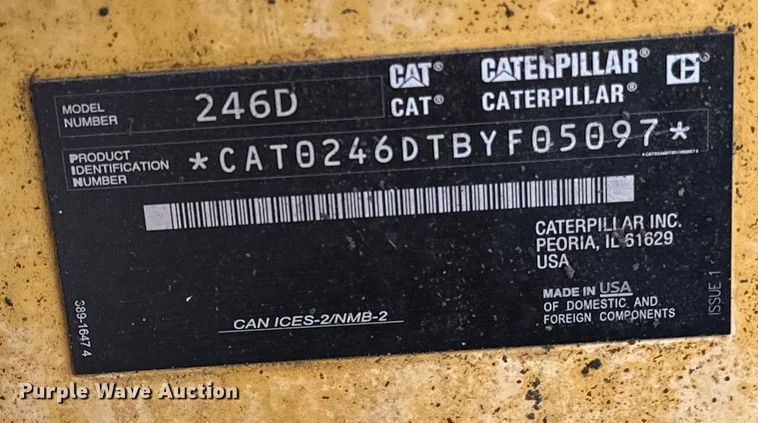 MODEL NUMBER 246D
CAT® CATERPILLAR®
CAT® CATERPILLAR®
PRODUCT IDENTIFICATION NUMBER *CAT0246DTBYF05097*
CATERPILLAR INC.
PEORIA, IL 61629
USA
MADE IN USA
OF DOMESTIC AND
FOREIGN COMPONENTS
CAN ICES-2/NMB-2
389-1647 4
ISSUE 1
Purple Wave Auction